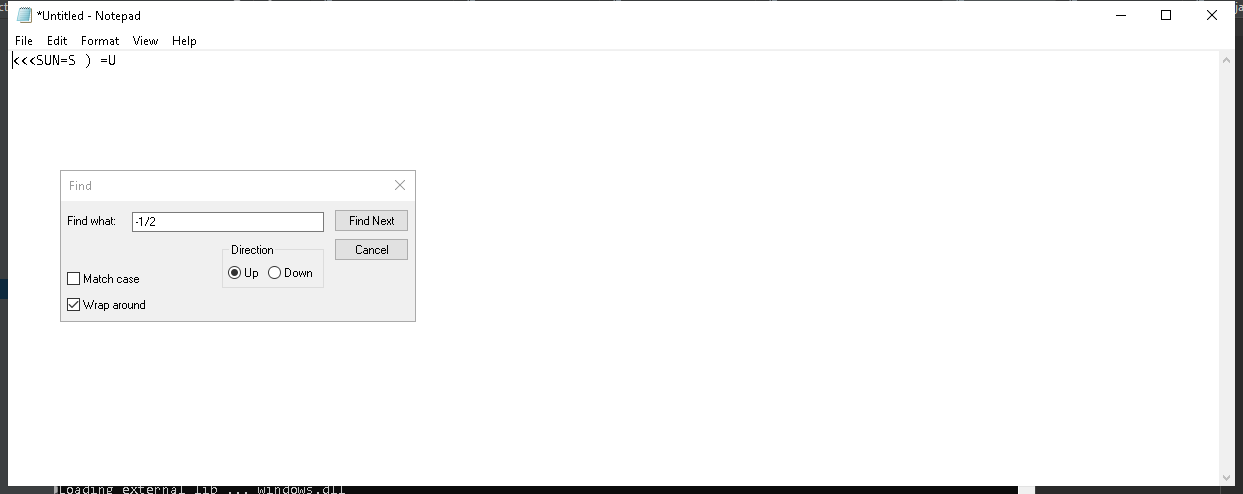 *Untitled - Notepad
File Edit Format View Help
<<<SUN=S ) =U
Find
Find what: -1/2 Find Next
Direction Cancel
Up Down
Match case
Wrap around
Loading external lib ... windows.dll